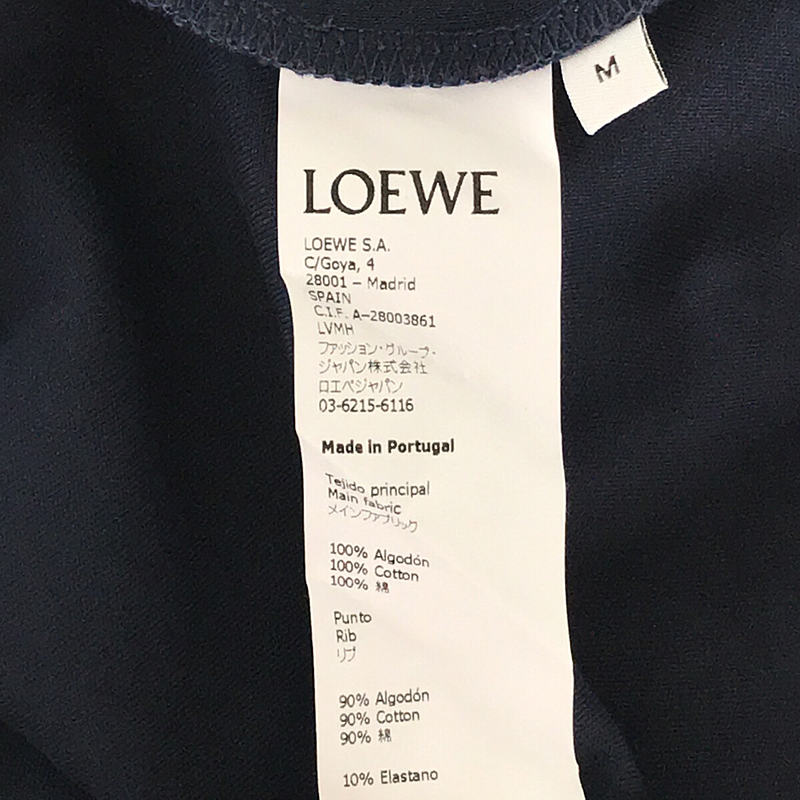 M
LOEWE
LOEWE S.A.
C/Goya, 4
28001 – Madrid
SPAIN
C.I.F. A–28003861
LVMH
ファッション・グループ・
ジャパン株式会社
ロエベジャパン
03-6215-6116
Made in Portugal
Tejido principal
Main fabric
メインファブリック
100% Algodón
100% Cotton
100% 綿
Punto
Rib
リブ
90% Algodón
90% Cotton
90% 綿
10% Elastano